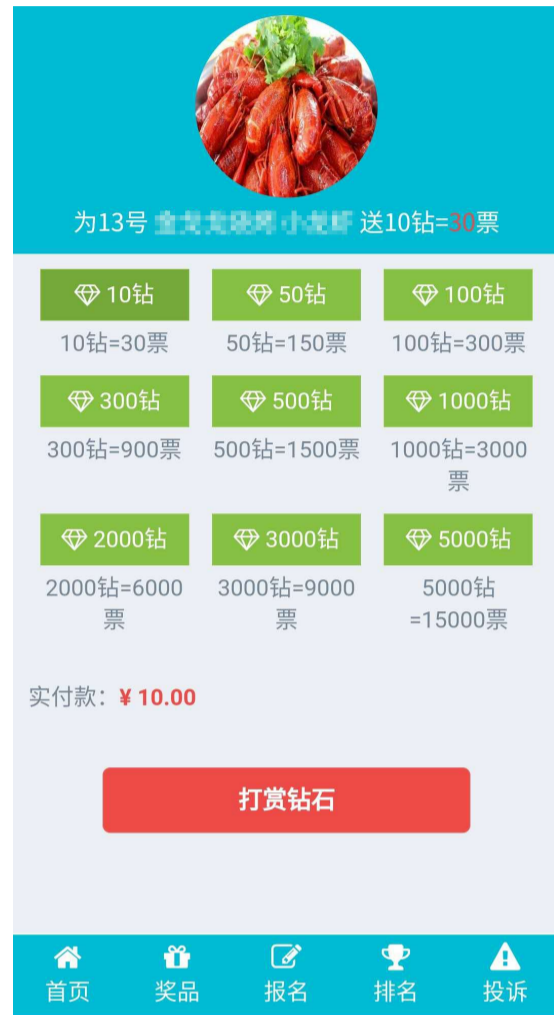 为13号 送10钻=30票
10钻 50钻 100钻
10钻=30票 50钻=150票 100钻=300票
300钻 500钻 1000钻
300钻=900票 500钻=1500票 1000钻=3000
票
2000钻 3000钻 5000钻
2000钻=6000 3000钻=9000 5000钻
票 票 =15000票
实付款：¥ 10.00
打赏钻石
首页 奖品 报名 排名 投诉